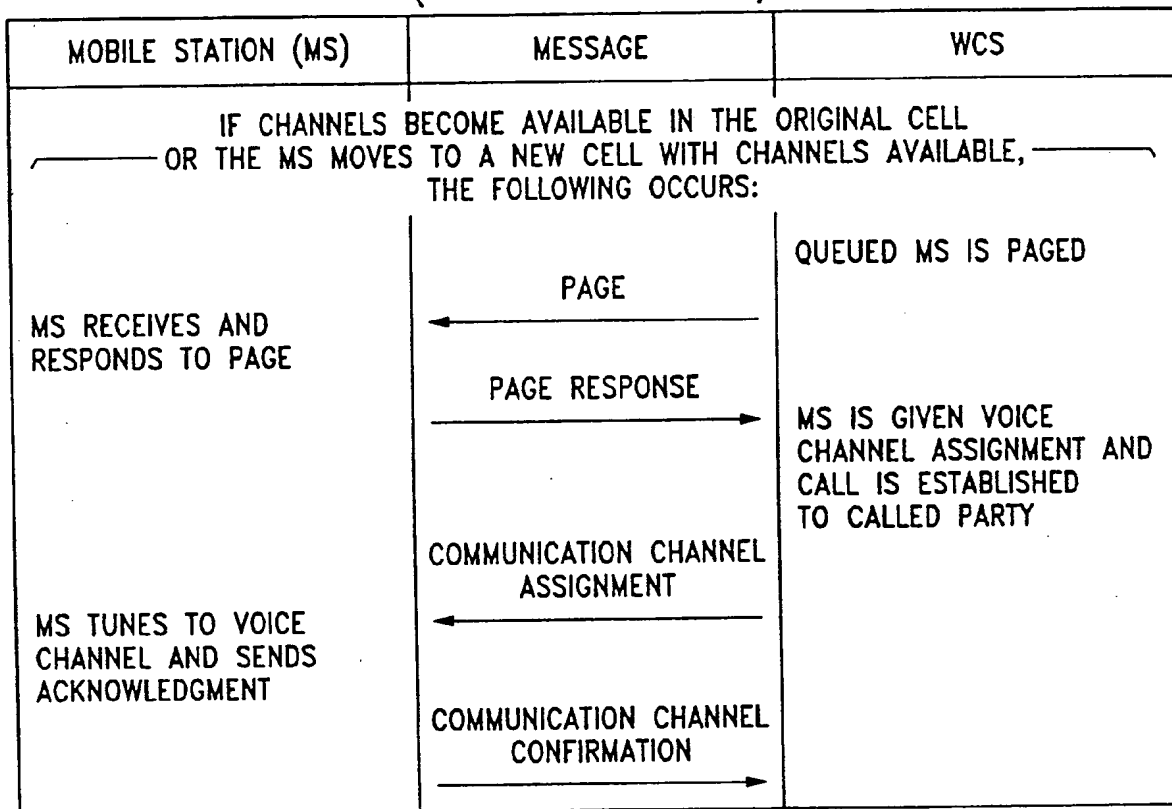 MOBILE STATION (MS)
MESSAGE
WCS
IF CHANNELS BECOME AVAILABLE IN THE ORIGINAL CELL
OR THE MS MOVES TO A NEW CELL WITH CHANNELS AVAILABLE,
THE FOLLOWING OCCURS:
QUEUED MS IS PAGED
PAGE
MS RECEIVES AND
RESPONDS TO PAGE
PAGE RESPONSE
MS IS GIVEN VOICE
CHANNEL ASSIGNMENT AND
CALL IS ESTABLISHED
TO CALLED PARTY
COMMUNICATION CHANNEL
ASSIGNMENT
MS TUNES TO VOICE
CHANNEL AND SENDS
ACKNOWLEDGMENT
COMMUNICATION CHANNEL
CONFIRMATION